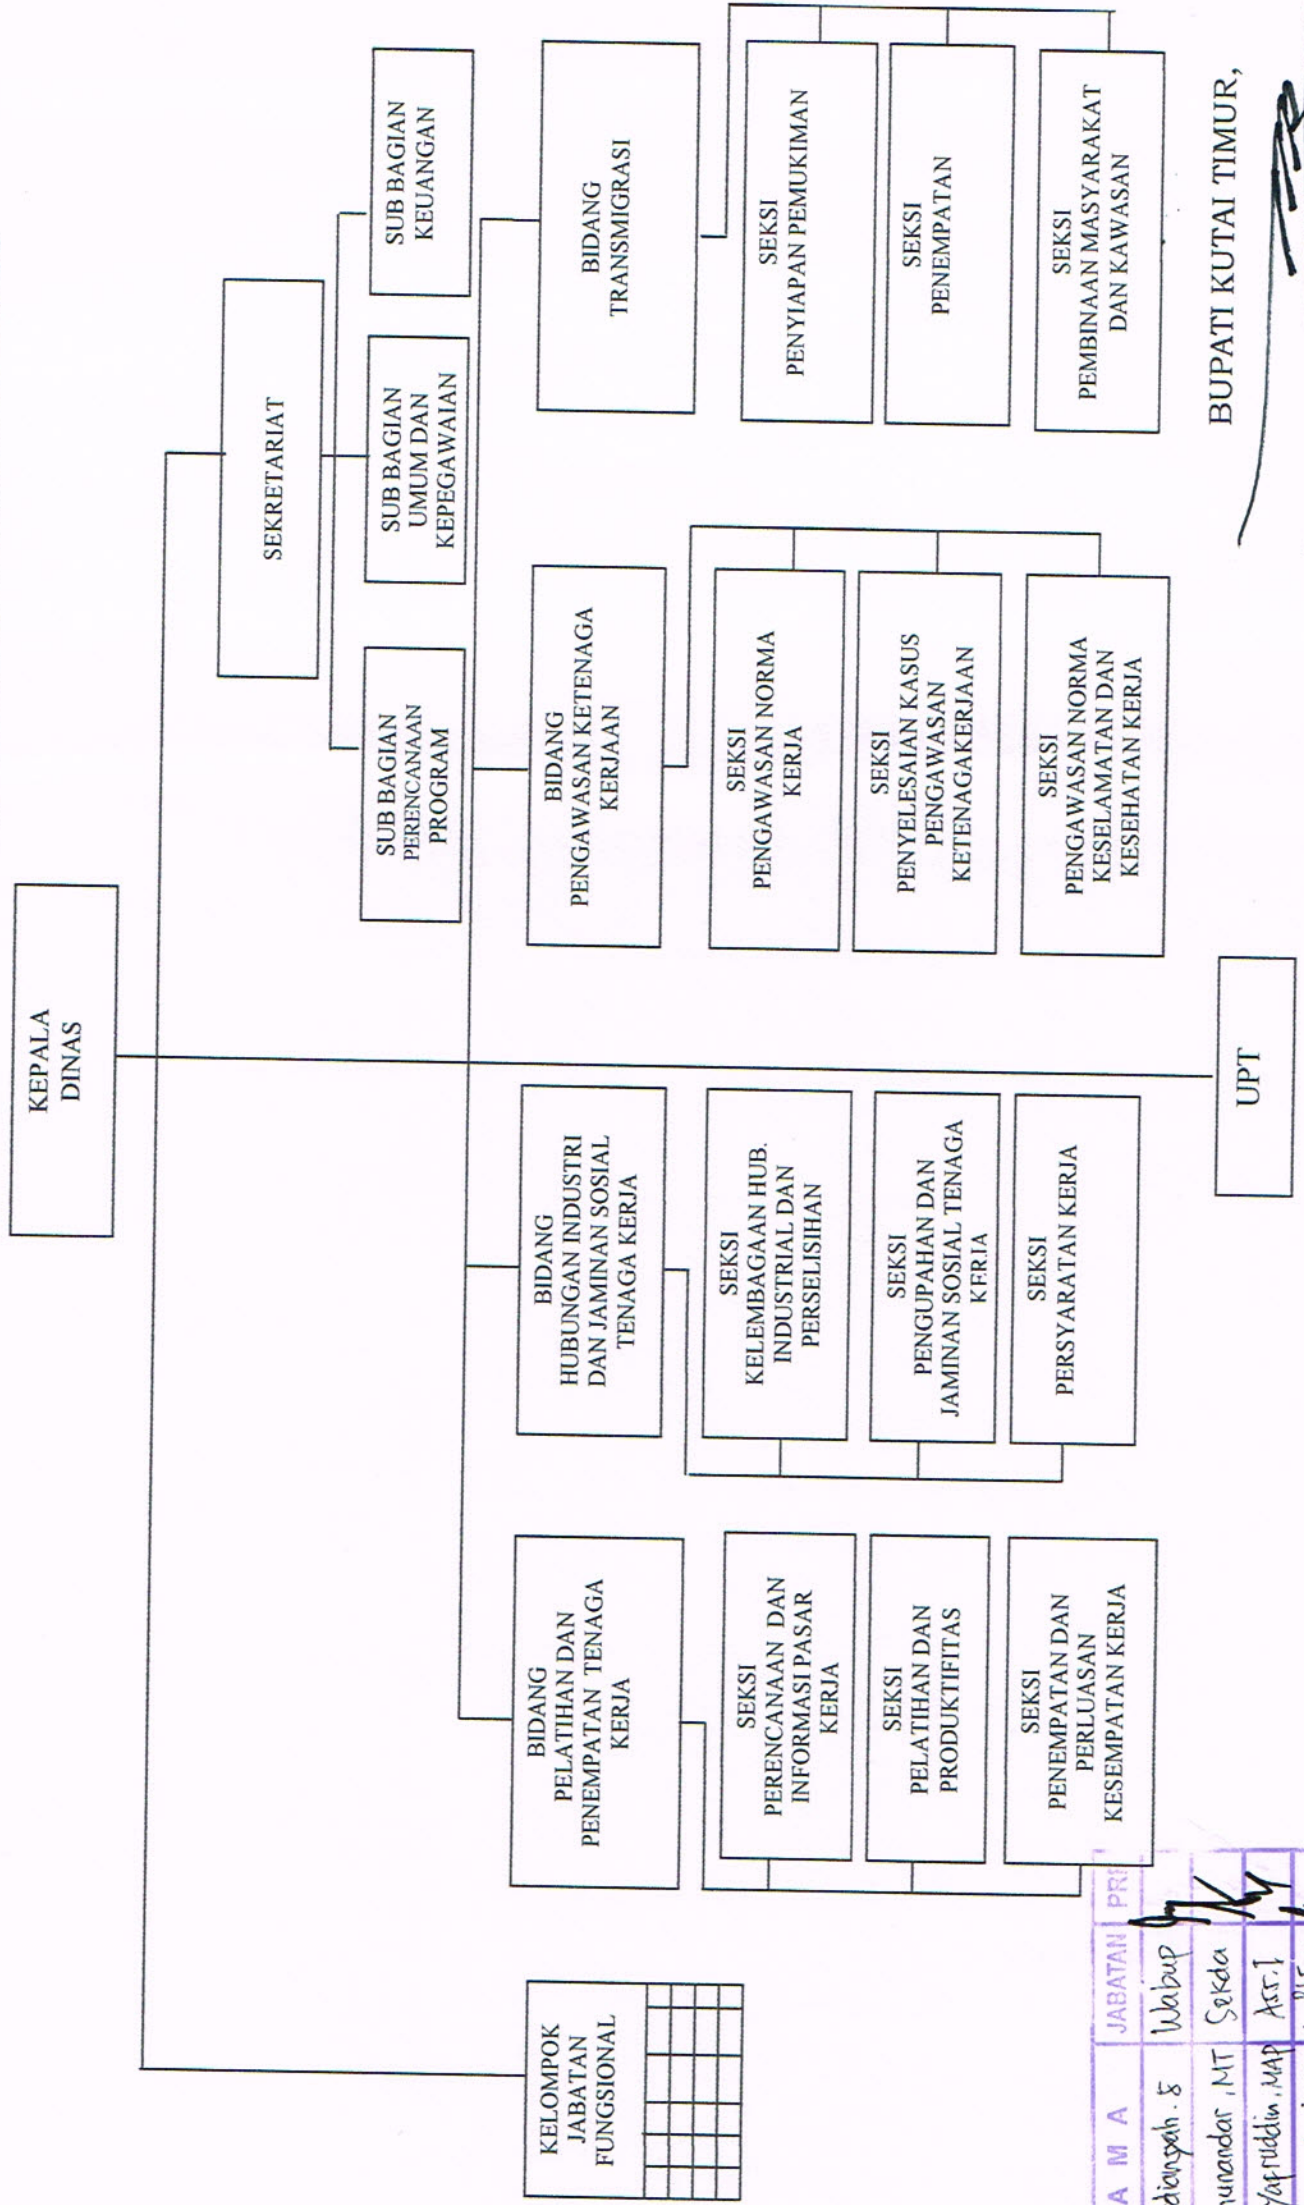 KEPALA
DINAS
SEKRETARIAT
SUB BAGIAN
PERENCANAAN
PROGRAM
SUB BAGIAN
UMUM DAN
KEPEGAWAIAN
SUB BAGIAN
KEUANGAN
KELOMPOK
JABATAN
FUNGSIONAL
BIDANG
PELATIHAN DAN
PENEMPATAN TENAGA
KERJA
SEKSI
PERENCANAAN DAN
INFORMASI PASAR
KERJA
SEKSI
PELATIHAN DAN
PRODUKTIFITAS
SEKSI
PENEMPATAN DAN
PERLUASAN
KESEMPATAN KERJA
BIDANG
HUBUNGAN INDUSTRI
DAN JAMINAN SOSIAL
TENAGA KERJA
SEKSI
KELEMBAGAAN HUB.
INDUSTRIAL DAN
PERSELISIHAN
SEKSI
PENGUPAHAN DAN
JAMINAN SOSIAL TENAGA
KERJA
SEKSI
PERSYARATAN KERJA
BIDANG
PENGAWASAN KETENAGA
KERJAAN
SEKSI
PENGAWASAN NORMA
KERJA
SEKSI
PENYELESAIAN KASUS
PENGAWASAN
KETENAGAKERJAAN
SEKSI
PENGAWASAN NORMA
KESELAMATAN DAN
KESEHATAN KERJA
BIDANG
TRANSMIGRASI
SEKSI
PENYIAPAN PEMUKIMAN
SEKSI
PENEMPATAN
SEKSI
PEMBINAAN MASYARAKAT
DAN KAWASAN
UPT
BUPATI KUTAI TIMUR,
A M A JABATAN
Wabup
unandar, MT Sekda
yafruddin, MAP Ass.I